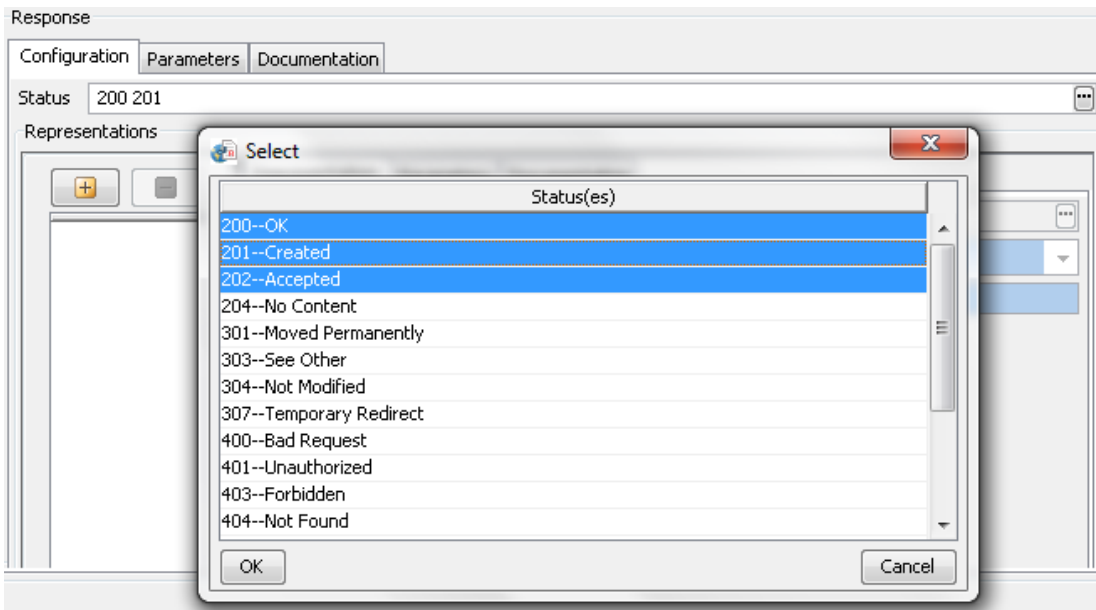 Response
Configuration Parameters Documentation
Status 200 201
Representations
Select
Status(es)
200--OK
201--Created
202--Accepted
204--No Content
301--Moved Permanently
303--See Other
304--Not Modified
307--Temporary Redirect
400--Bad Request
401--Unauthorized
403--Forbidden
404--Not Found
OK Cancel